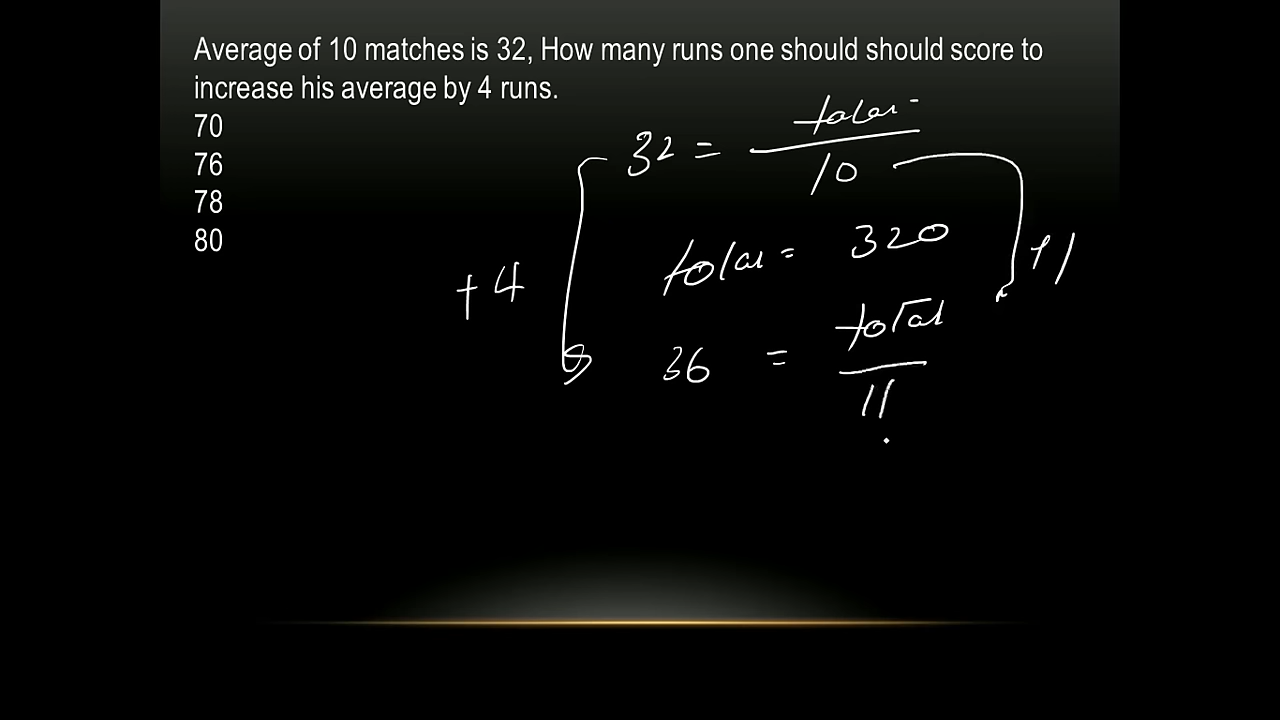 Average of 10 matches is 32, How many runs one should should score to
increase his average by 4 runs.
70
76
78
80
32 = total
10
total = 320
+4
+1
36 = total
11